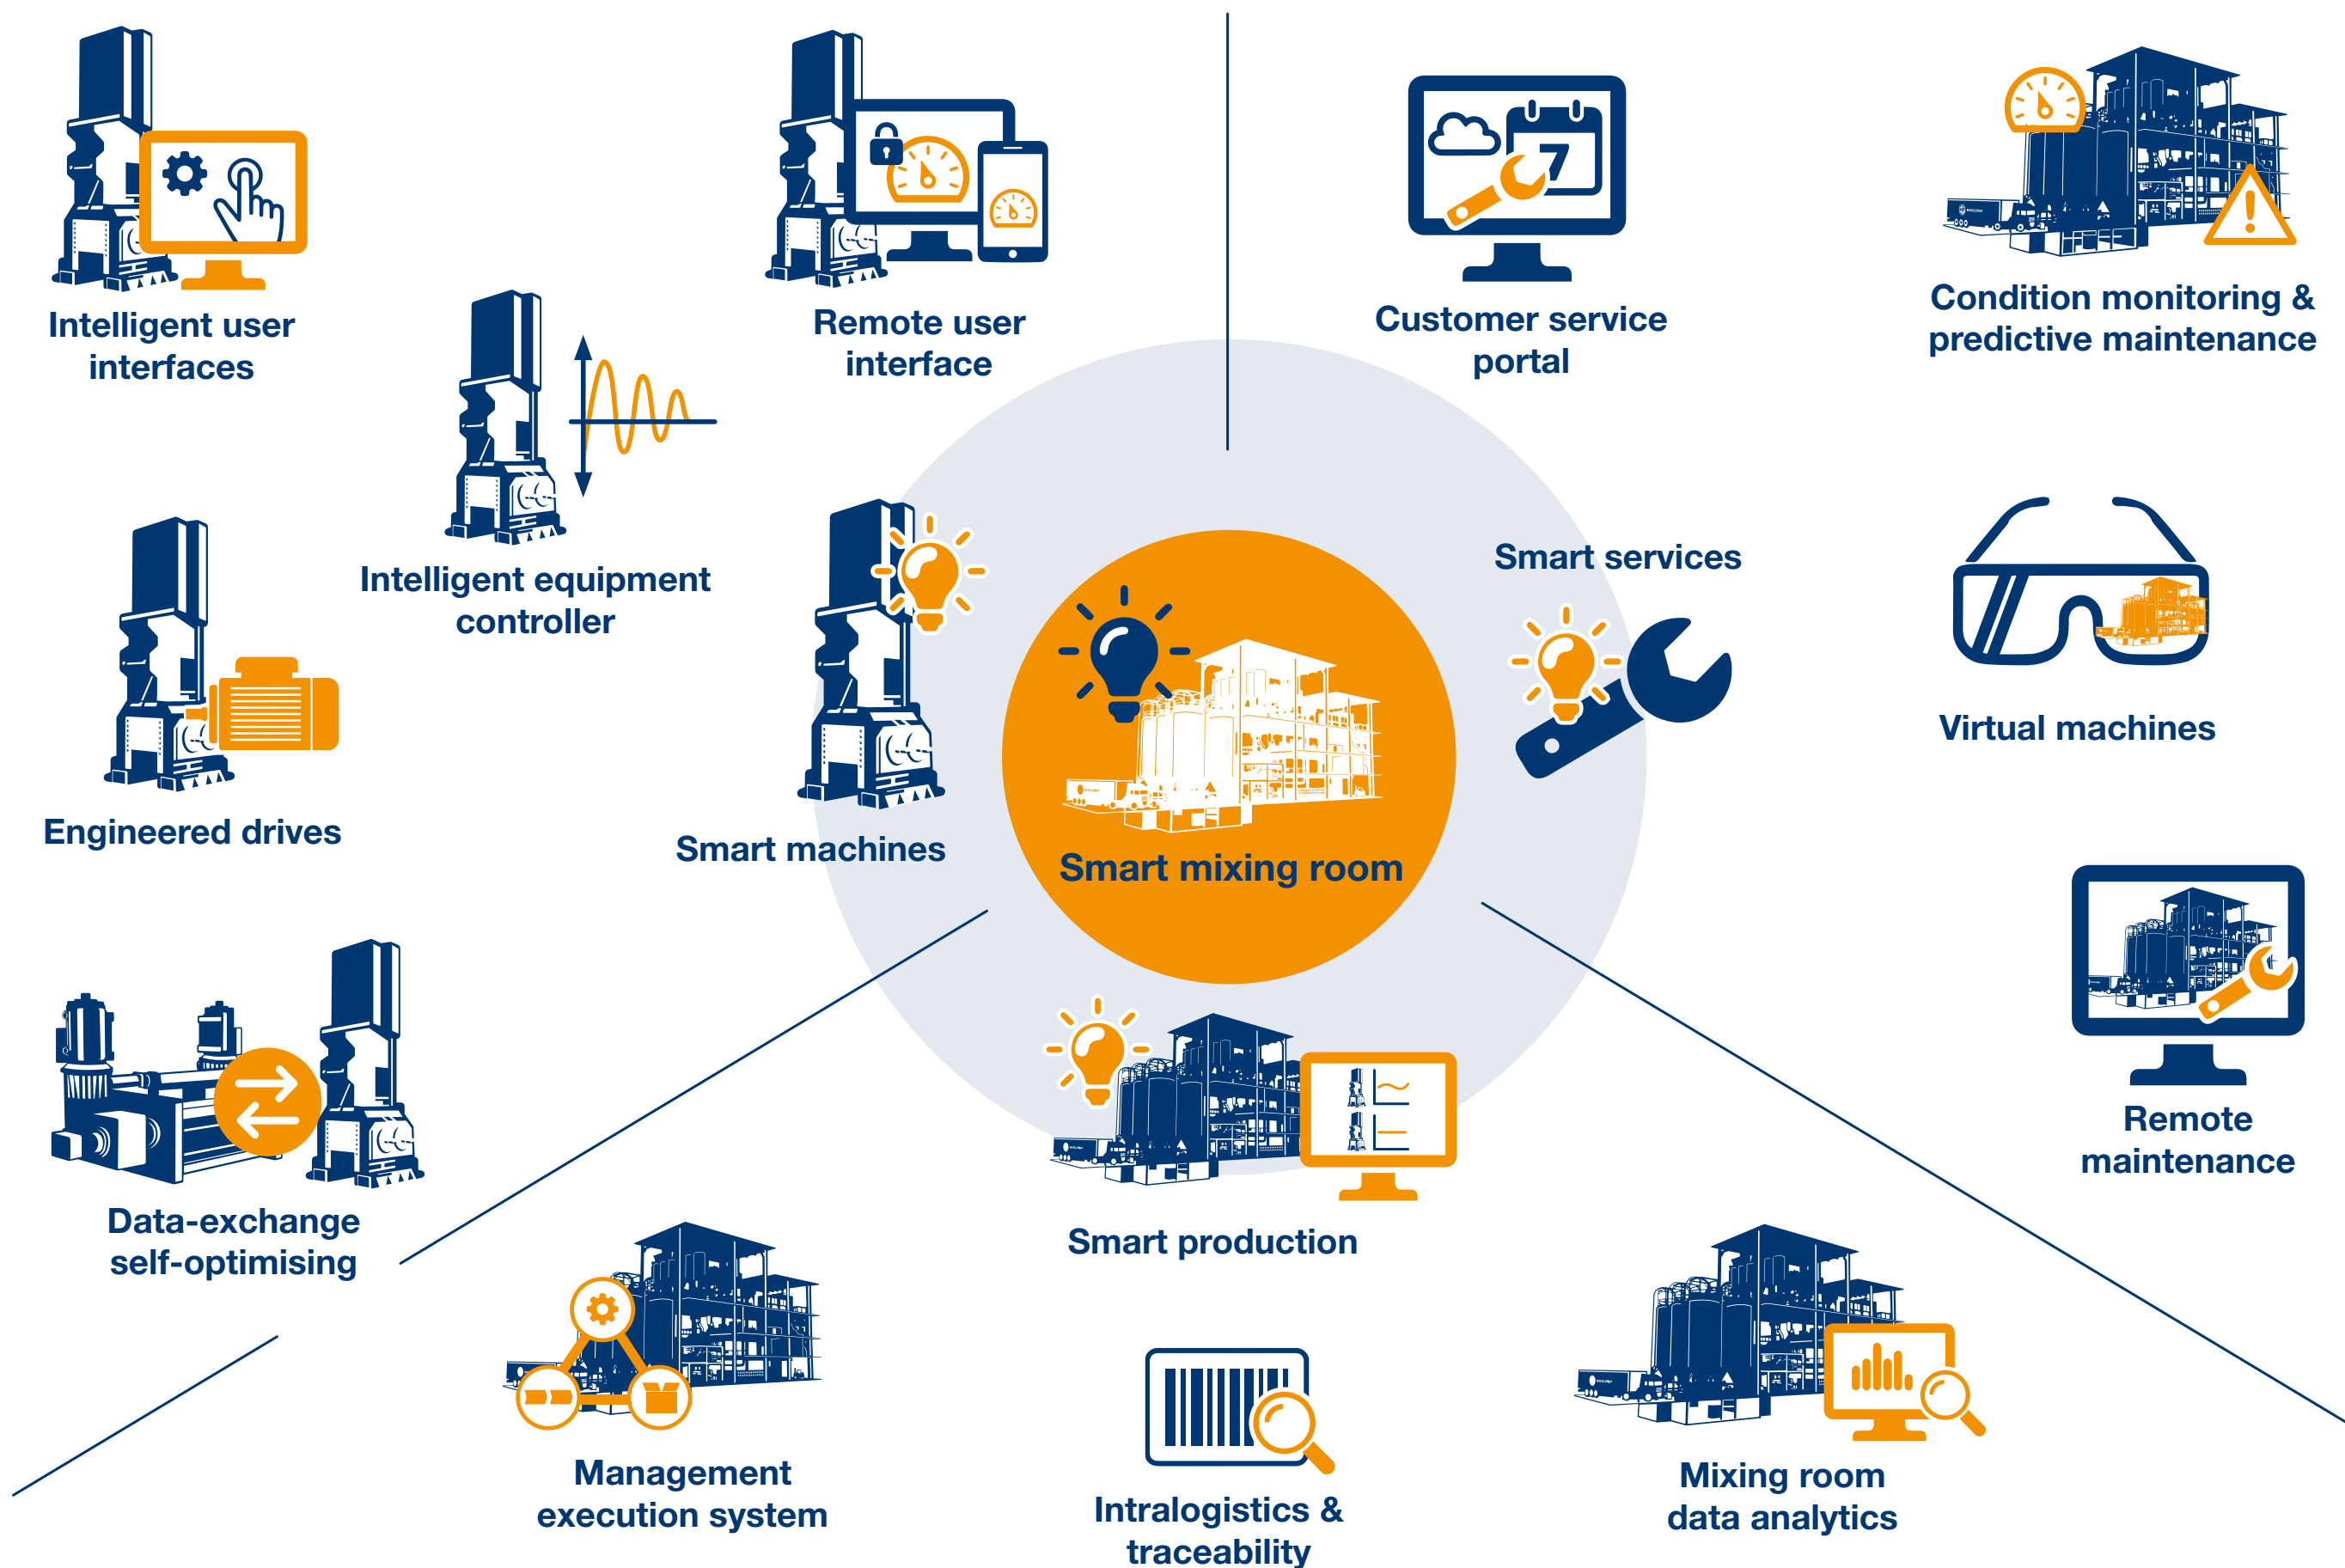 Intelligent user
interfaces
Remote user
interface
7
Customer service
portal
Condition monitoring &
predictive maintenance
Intelligent equipment
controller
Smart services
Virtual machines
Engineered drives
Smart machines
Smart mixing room
Remote
maintenance
Data-exchange
self-optimising
Smart production
Management
execution system
Intralogistics &
traceability
Mixing room
data analytics